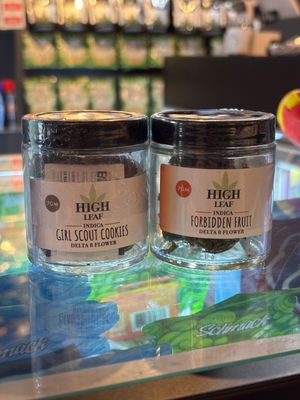 7Gm
HIGH
LEAF
INDICA
GIRL SCOUT COOKIES
DELTA 8 FLOWER
7Gm
HIGH
LEAF
INDICA
FORBIDDEN FRUIT
DELTA 8 FLOWER
Schwnnck